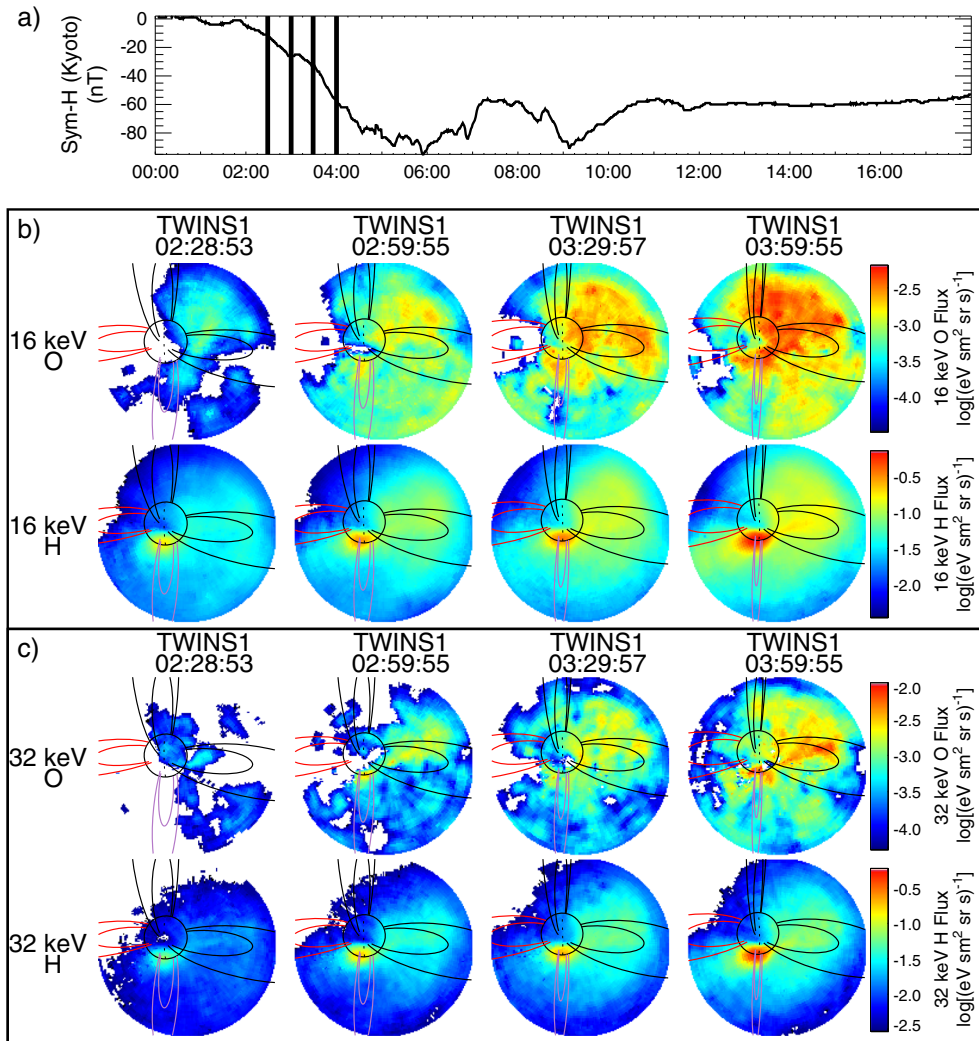 a)
Sym-H (Kyoto)
(nT)
0
-20
-40
-60
-80
00:00 02:00 04:00 06:00 08:00 10:00 12:00 14:00 16:00
b)
TWINS1 TWINS1 TWINS1 TWINS1
02:28:53 02:59:55 03:29:57 03:59:55
16 keV
O
-2.5
-3.0
-3.5
-4.0
16 keV O Flux
log[(eV sm² sr s)⁻¹]
16 keV
H
-0.5
-1.0
-1.5
-2.0
16 keV H Flux
log[(eV sm² sr s)⁻¹]
c)
TWINS1 TWINS1 TWINS1 TWINS1
02:28:53 02:59:55 03:29:57 03:59:55
32 keV
O
-2.0
-2.5
-3.0
-3.5
-4.0
32 keV O Flux
log[(eV sm² sr s)⁻¹]
32 keV
H
-0.5
-1.0
-1.5
-2.0
-2.5
32 keV H Flux
log[(eV sm² sr s)⁻¹]